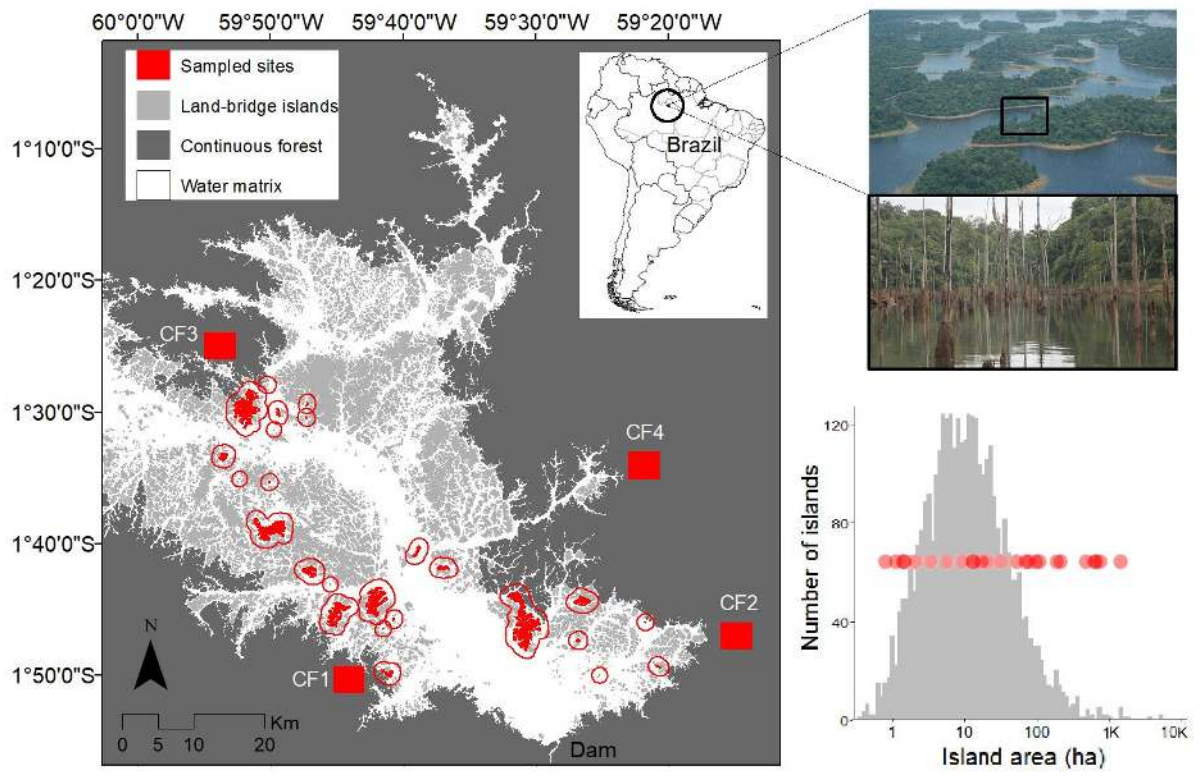 60°0'0"W 59°50'0"W 59°40'0"W 59°30'0"W 59°20'0"W
1°10'0"S
1°20'0"S
1°30'0"S
1°40'0"S
1°50'0"S
Sampled sites
Land-bridge islands
Continuous forest
Water matrix
Brazil
CF3
CF4
CF2
CF1
N
Km
0 5 10 20
Dam
Number of islands
120
80
40
0
1 10 100 1K 10K
Island area (ha)